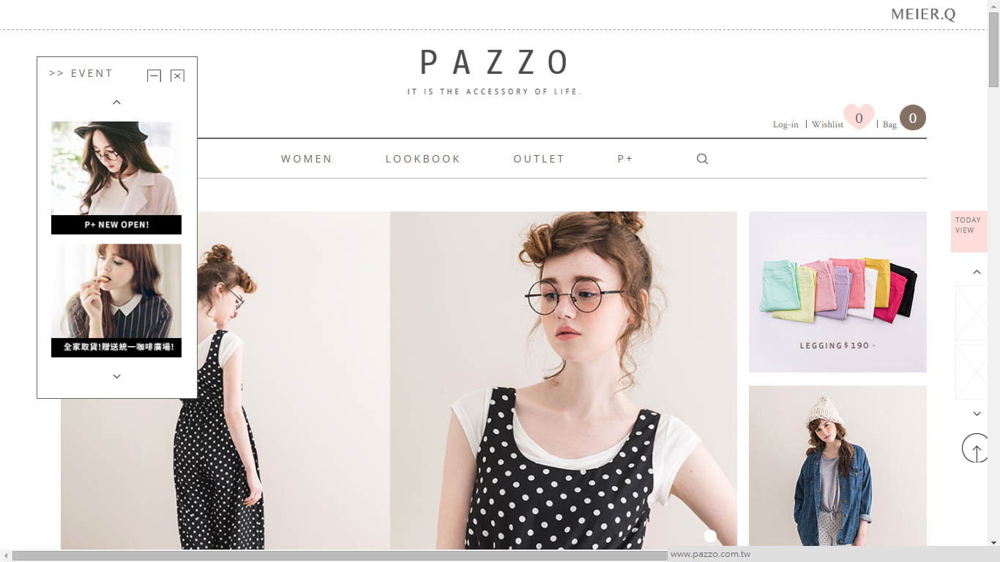 MEIER.Q
PAZZO
IT IS THE ACCESSORY OF LIFE.
>> EVENT
P+ NEW OPEN!
全家取貨!贈送統一咖啡廣場!
Log-in | Wishlist 0 | Bag 0
WOMEN LOOKBOOK OUTLET P+
LEGGING $190 >
TODAY
VIEW
www.pazzo.com.tw